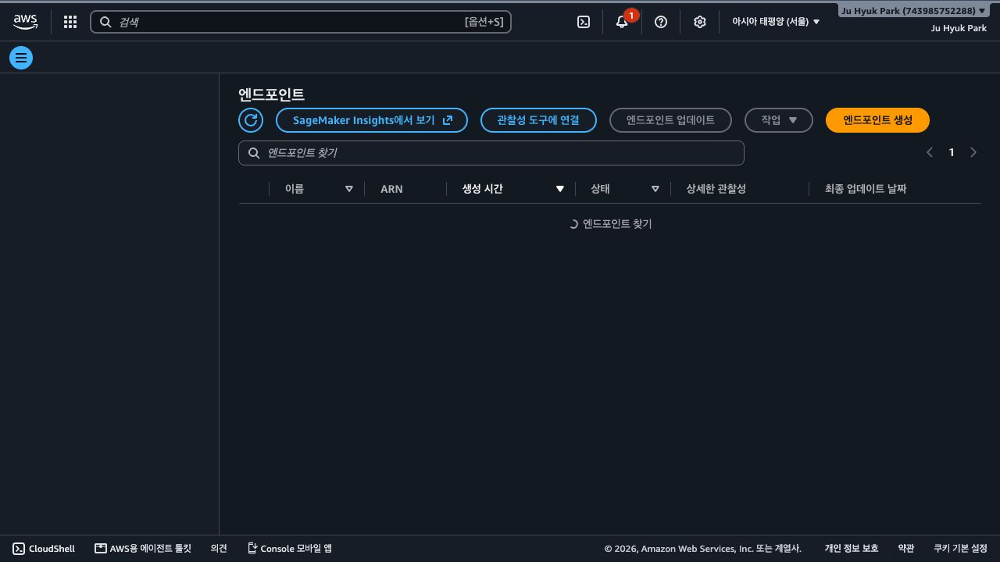 aws
검색
[옵션+S]
1
아시아 태평양 (서울)
Ju Hyuk Park (743985752288)
Ju Hyuk Park
엔드포인트
SageMaker Insights에서 보기
관찰성 도구에 연결
엔드포인트 업데이트
작업
엔드포인트 생성
엔드포인트 찾기
1
이름
ARN
생성 시간
상태
상세한 관찰성
최종 업데이트 날짜
엔드포인트 찾기
CloudShell
AWS용 에이전트 툴킷
의견
Console 모바일 앱
© 2026, Amazon Web Services, Inc. 또는 계열사.
개인 정보 보호
약관
쿠키 기본 설정